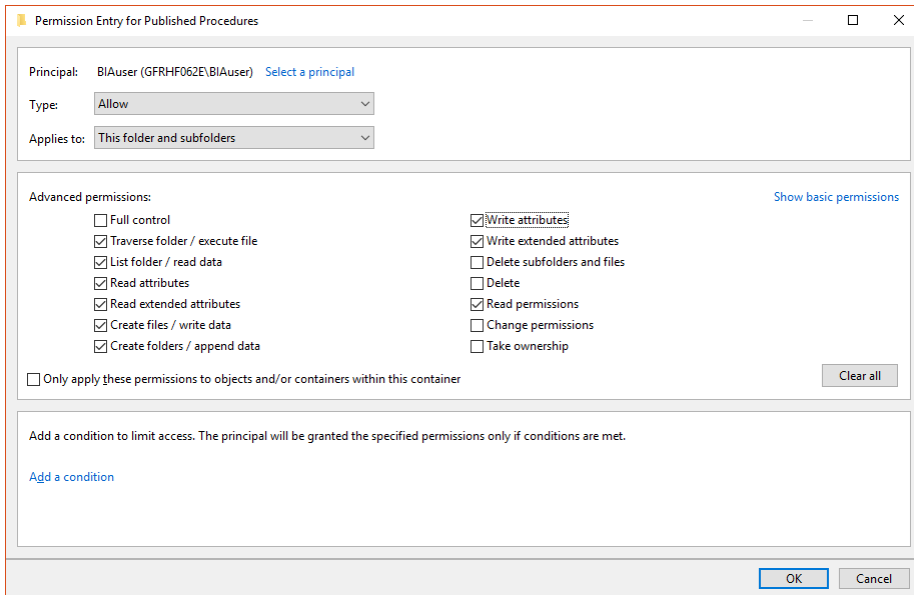 Permission Entry for Published Procedures
Principal: BIAuser (GFRHF062E\BIAuser) Select a principal
Type: Allow
Applies to: This folder and subfolders
Advanced permissions: Show basic permissions
Full control Write attributes
Traverse folder / execute file Write extended attributes
List folder / read data Delete subfolders and files
Read attributes Delete
Read extended attributes Read permissions
Create files / write data Change permissions
Create folders / append data Take ownership
Only apply these permissions to objects and/or containers within this container Clear all
Add a condition to limit access. The principal will be granted the specified permissions only if conditions are met.
Add a condition
OK Cancel